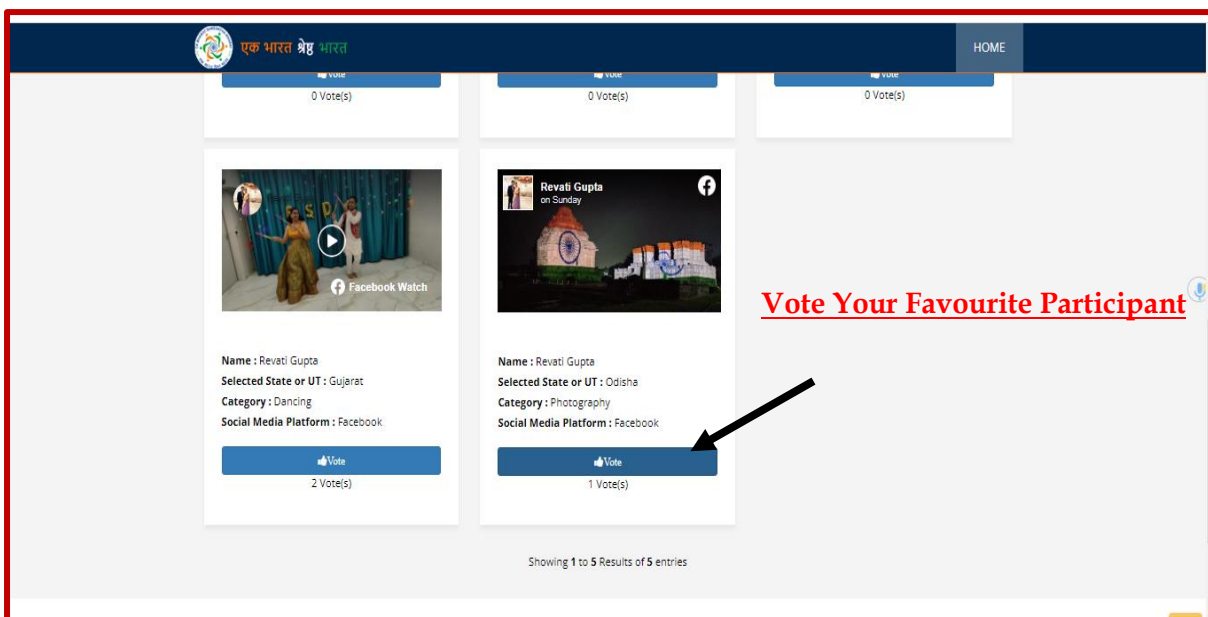 एक भारत श्रेष्ठ भारत
HOME
Vote
Vote
Vote
0 Vote(s)
0 Vote(s)
0 Vote(s)
Facebook Watch
Revati Gupta
on Sunday
Vote Your Favourite Participant
Name : Revati Gupta
Selected State or UT : Gujarat
Category : Dancing
Social Media Platform : Facebook
Vote
2 Vote(s)
Name : Revati Gupta
Selected State or UT : Odisha
Category : Photography
Social Media Platform : Facebook
Vote
1 Vote(s)
Showing 1 to 5 Results of 5 entries